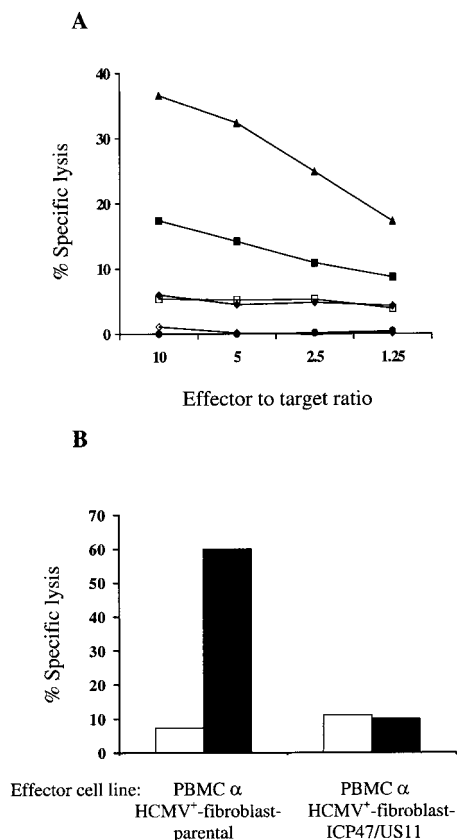 A
40
30
20
10
0
% Specific lysis
10 5 2.5 1.25
Effector to target ratio
B
70
60
50
40
30
20
10
0
% Specific lysis
Effector cell line: PBMC α PBMC α
HCMV+-fibroblast- HCMV+-fibroblast-
parental ICP47/US11